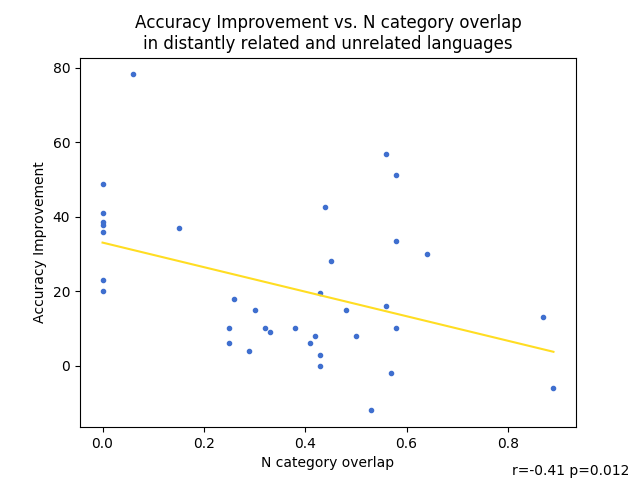 Accuracy Improvement vs. N category overlap
in distantly related and unrelated languages
80
60
40
20
0
Accuracy Improvement
0.0
0.2
0.4
0.6
0.8
N category overlap
r=-0.41 p=0.012